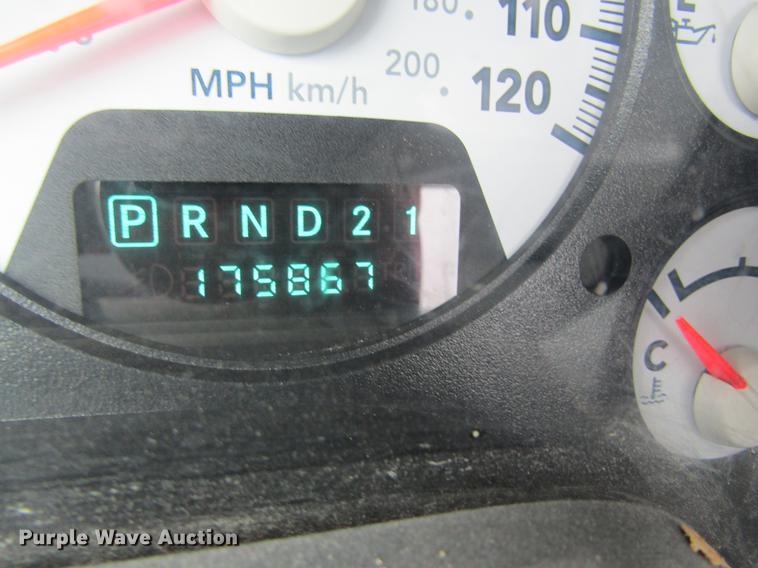 180. 110
MPH km/h 200. 120
P R N D 2 1
175867
C
Purple Wave Auction